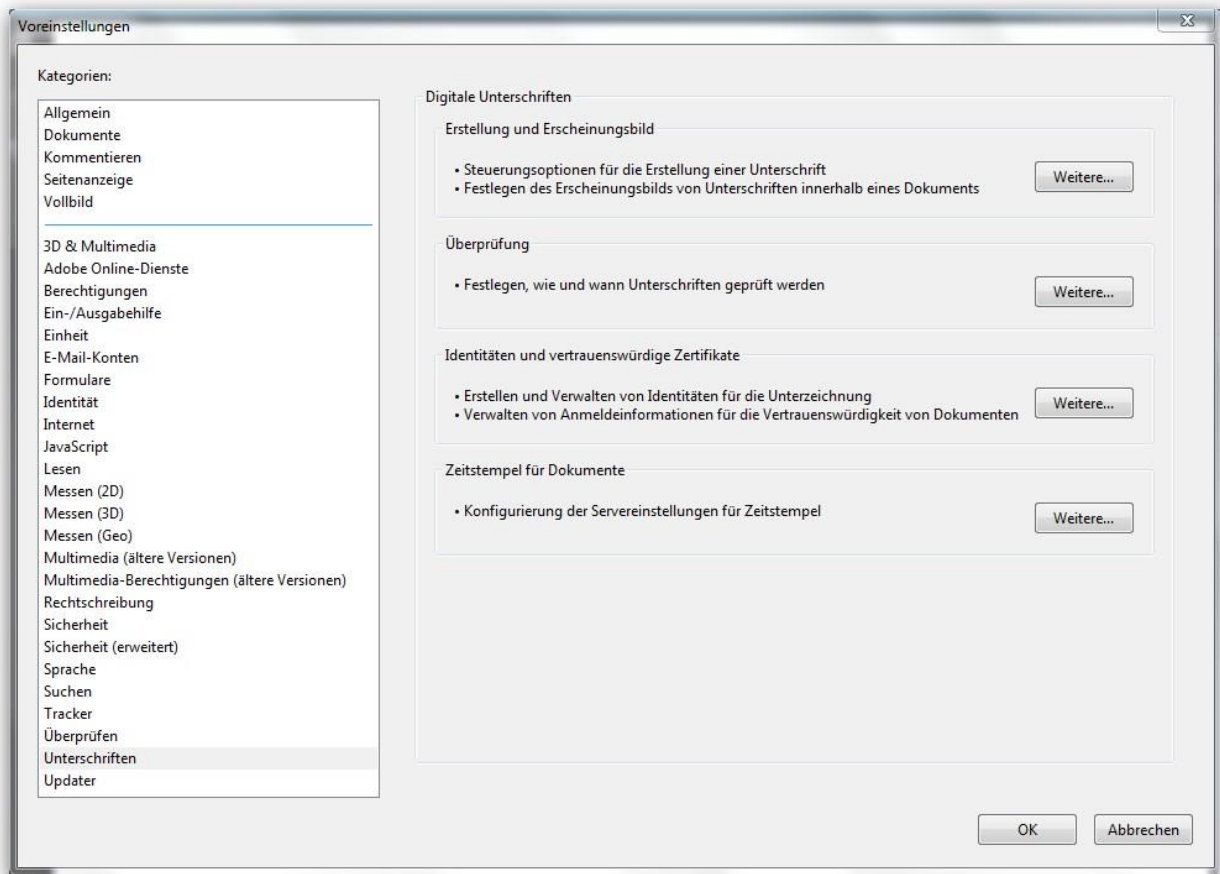 Voreinstellungen
Kategorien:
Allgemein
Dokumente
Kommentieren
Seitenanzeige
Vollbild
3D & Multimedia
Adobe Online-Dienste
Berechtigungen
Ein-/Ausgabehilfe
Einheit
E-Mail-Konten
Formulare
Identität
Internet
JavaScript
Lesen
Messen (2D)
Messen (3D)
Messen (Geo)
Multimedia (ältere Versionen)
Multimedia-Berechtigungen (ältere Versionen)
Rechtschreibung
Sicherheit
Sicherheit (erweitert)
Sprache
Suchen
Tracker
Überprüfen
Unterschriften
Updater
Digitale Unterschriften
Erstellung und Erscheinungsbild
• Steuerungsoptionen für die Erstellung einer Unterschrift
• Festlegen des Erscheinungsbilds von Unterschriften innerhalb eines Dokuments
Weitere...
Überprüfung
• Festlegen, wie und wann Unterschriften geprüft werden
Weitere...
Identitäten und vertrauenswürdige Zertifikate
• Erstellen und Verwalten von Identitäten für die Unterzeichnung
• Verwalten von Anmeldeinformationen für die Vertrauenswürdigkeit von Dokumenten
Weitere...
Zeitstempel für Dokumente
• Konfigurierung der Servereinstellungen für Zeitstempel
Weitere...
OK
Abbrechen